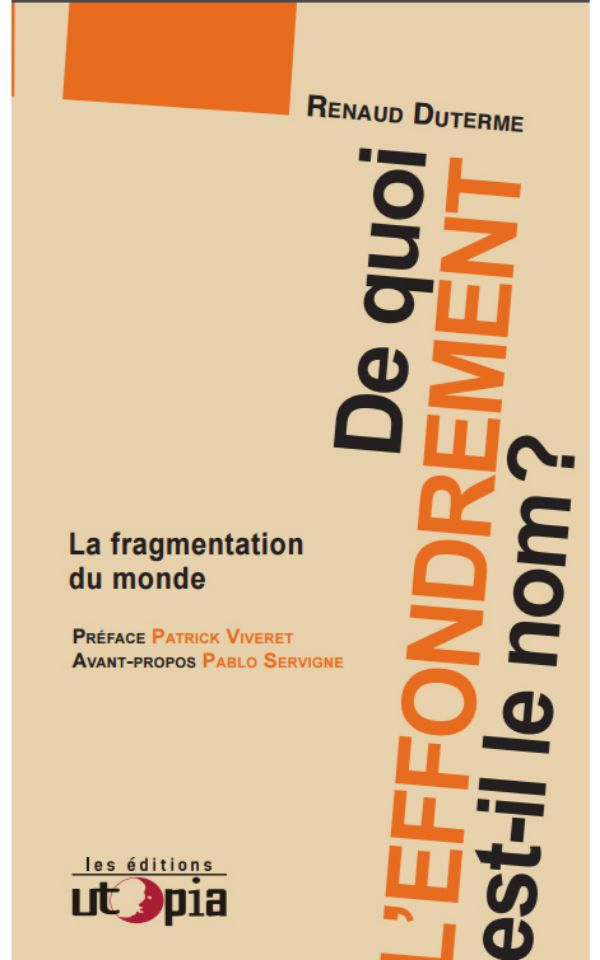 RENAUD DUTERME
De quoi
L'EFFONDREMENT
est-il le nom ?
La fragmentation
du monde
PRÉFACE PATRICK VIVERET
AVANT-PROPOS PABLO SERVIGNE
les éditions
utopia